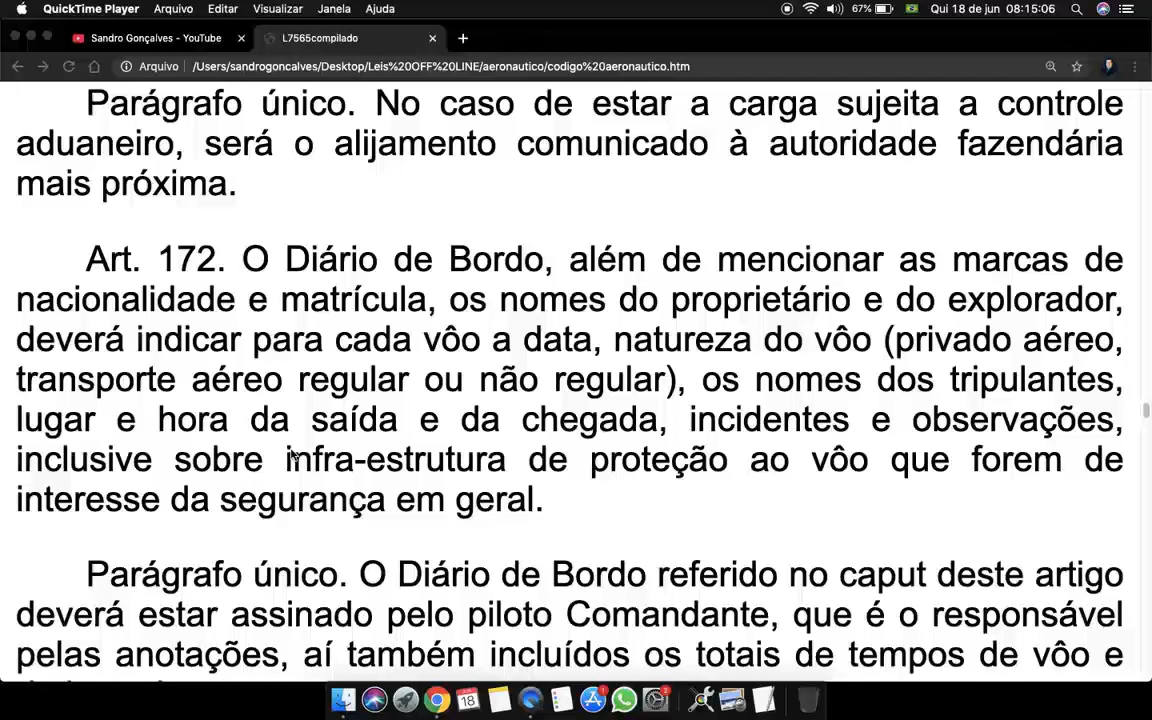 QuickTime Player Arquivo Editar Visualizar Janela Ajuda 67% Qui 18 de jun 08:15:06
Sandro Gonçalves - YouTube L7565compilado
Arquivo /Users/sandrogoncalves/Desktop/Leis%20OFF%20LINE/aeronautico/codigo%20aeronautico.htm
Parágrafo único. No caso de estar a carga sujeita a controle
aduaneiro, será o alijamento comunicado à autoridade fazendária
mais próxima.
Art. 172. O Diário de Bordo, além de mencionar as marcas de
nacionalidade e matrícula, os nomes do proprietário e do explorador,
deverá indicar para cada vôo a data, natureza do vôo (privado aéreo,
transporte aéreo regular ou não regular), os nomes dos tripulantes,
lugar e hora da saída e da chegada, incidentes e observações,
inclusive sobre infra-estrutura de proteção ao vôo que forem de
interesse da segurança em geral.
Parágrafo único. O Diário de Bordo referido no caput deste artigo
deverá estar assinado pelo piloto Comandante, que é o responsável
pelas anotações, aí também incluídos os totais de tempos de vôo e
18